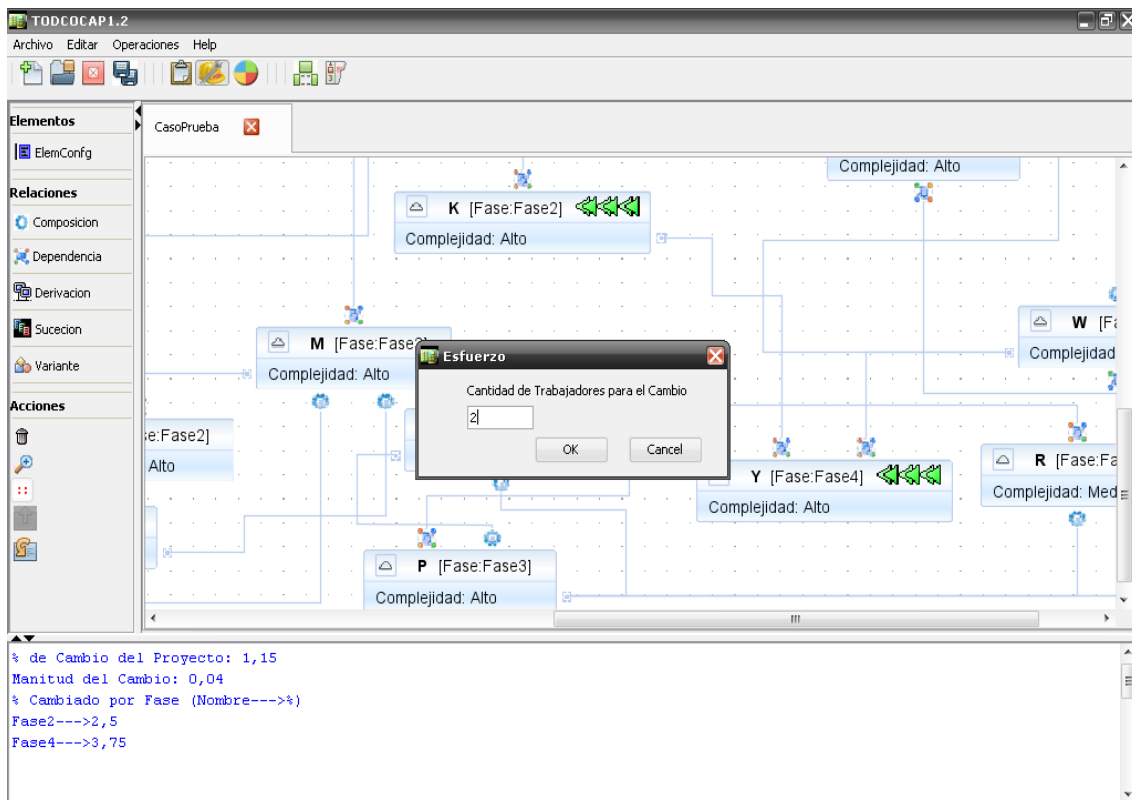 TODCOCAP1.2
Archivo Editar Operaciones Help
Elementos
ElemConfg
Relaciones
Composicion
Dependencia
Derivacion
Sucecion
Variante
Acciones
CasoPrueba
Complejidad: Alto
K [Fase:Fase2]
Complejidad: Alto
W [Fa
Complejidad
M [Fase:Fase2]
Complejidad: Alto
Esfuerzo
Cantidad de Trabajadores para el Cambio
2
OK Cancel
se:Fase2]
Alto
Y [Fase:Fase4]
Complejidad: Alto
R [Fase:Fa
Complejidad: Med
P [Fase:Fase3]
Complejidad: Alto
% de Cambio del Proyecto: 1,15
Manitud del Cambio: 0,04
% Cambiado por Fase (Nombre--->%)
Fase2--->2,5
Fase4--->3,75